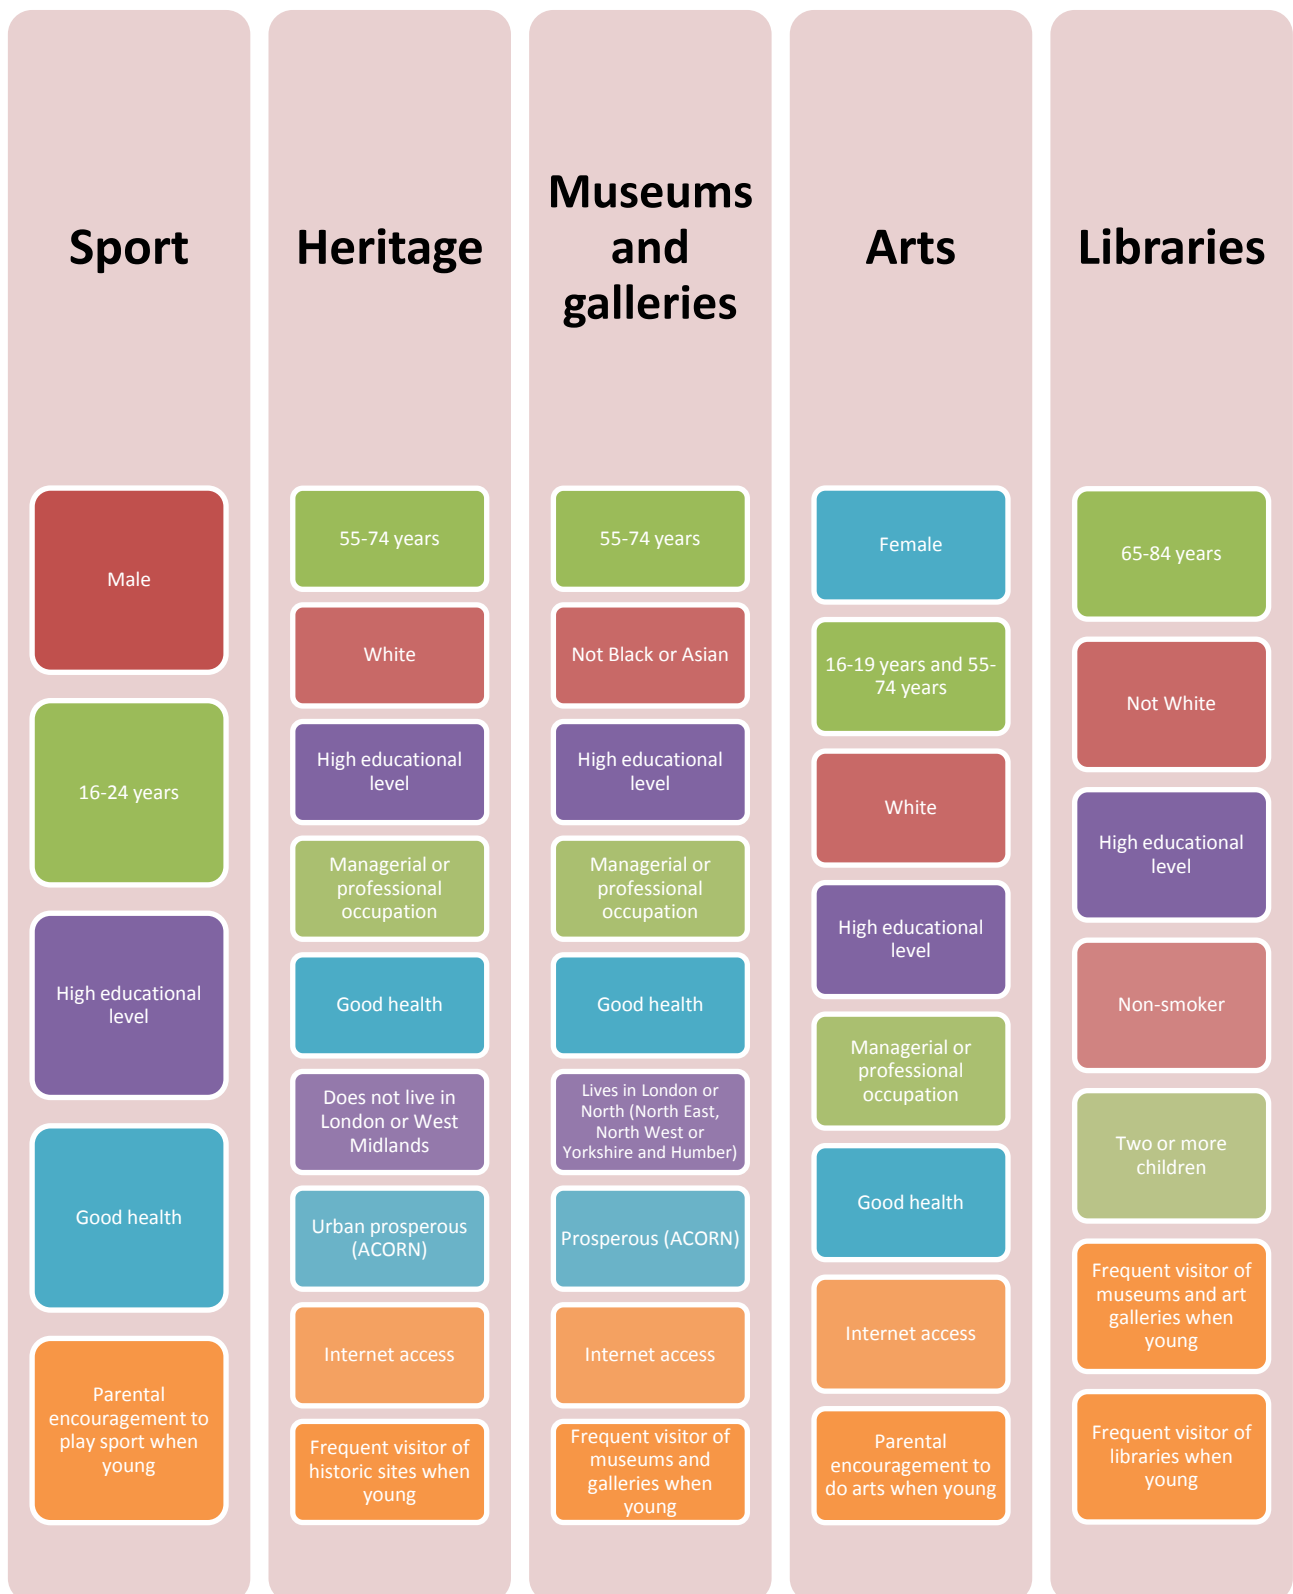 Sport
Male
16-24 years
High educational
level
Good health
Parental
encouragement to
play sport when
young
Heritage
55-74 years
White
High educational
level
Managerial or
professional
occupation
Good health
Does not live in
London or West
Midlands
Urban prosperous
(ACORN)
Internet access
Frequent visitor of
historic sites when
young
Museums
and
galleries
55-74 years
Not Black or Asian
High educational
level
Managerial or
professional
occupation
Good health
Lives in London or
North (North East,
North West or
Yorkshire and Humber)
Prosperous (ACORN)
Internet access
Frequent visitor of
museums and
galleries when
young
Arts
Female
16-19 years and 55-
74 years
White
High educational
level
Managerial or
professional
occupation
Good health
Internet access
Parental
encouragement to
do arts when young
Libraries
65-84 years
Not White
High educational
level
Non-smoker
Two or more
children
Frequent visitor of
museums and art
galleries when
young
Frequent visitor of
libraries when
young